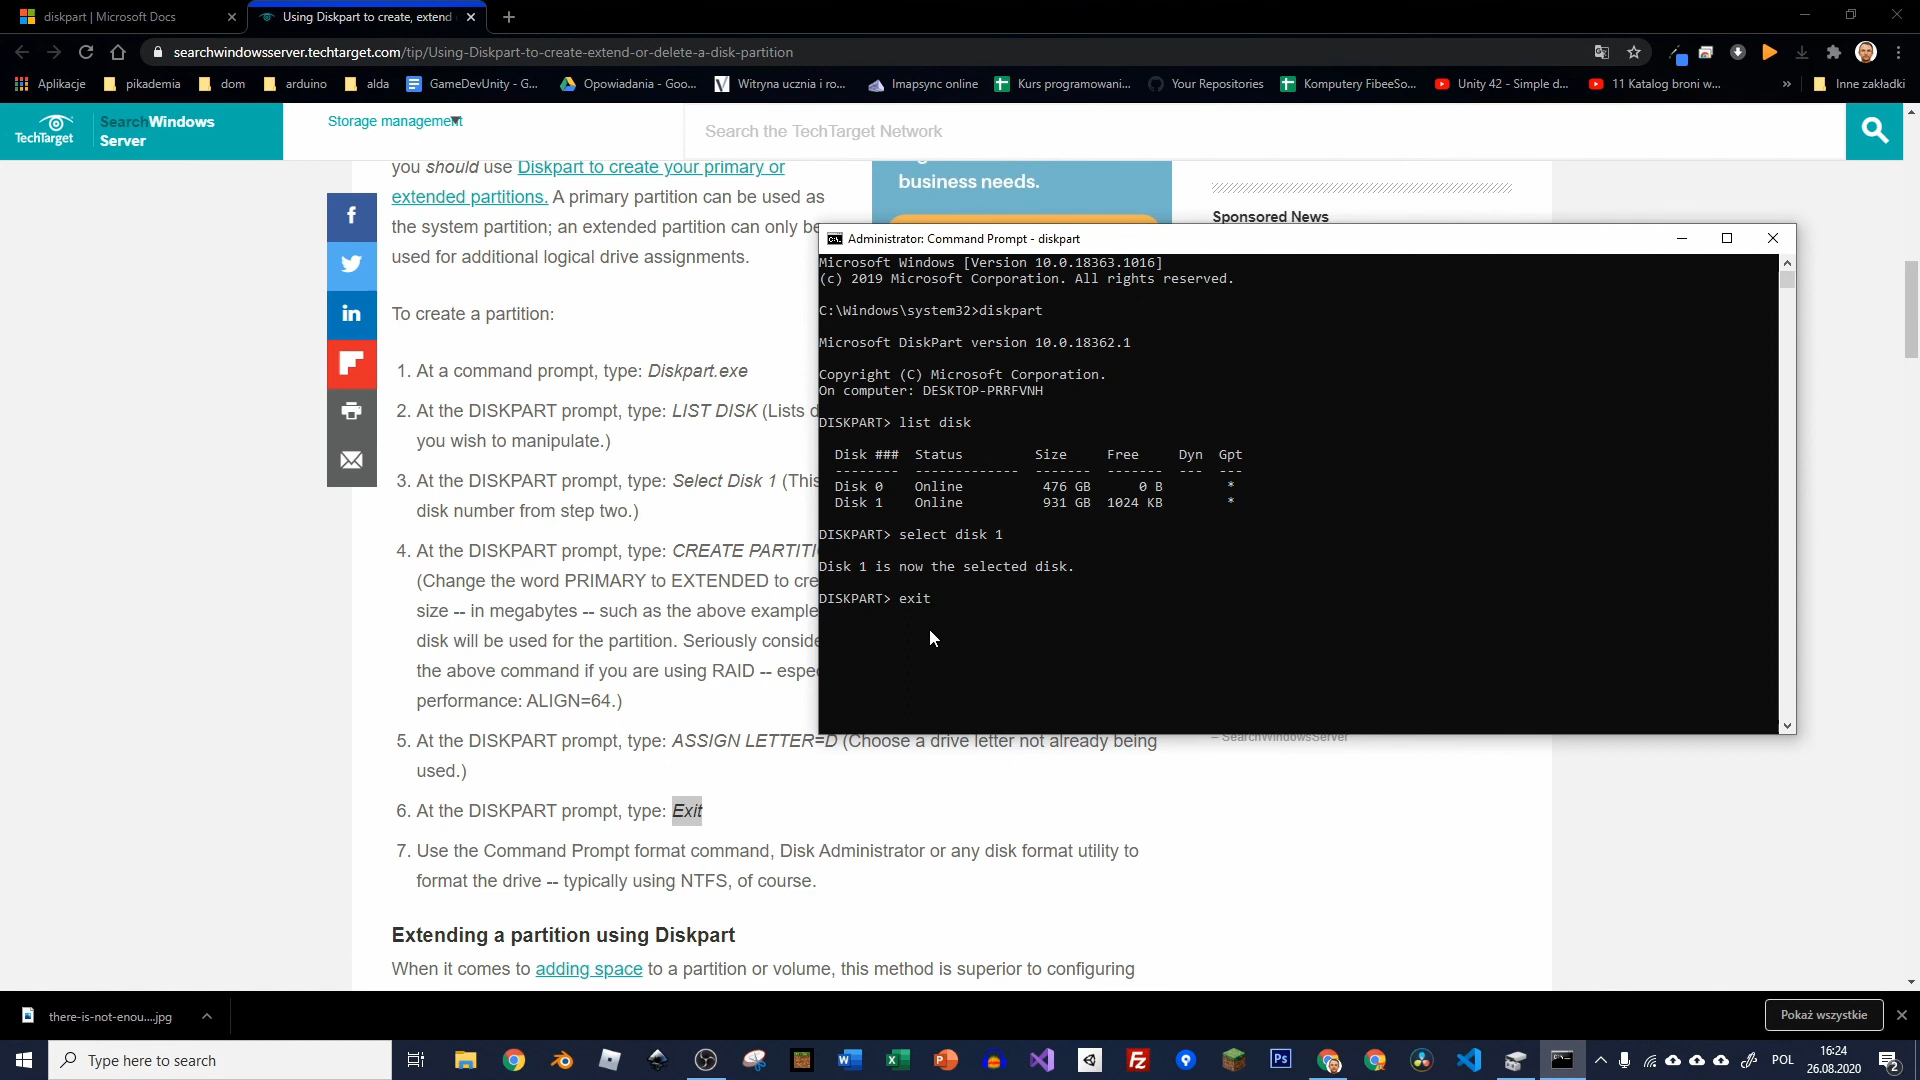 diskpart | Microsoft Docs
Using Diskpart to create, extend
searchwindowsserver.techtarget.com/tip/Using-Diskpart-to-create-extend-or-delete-a-disk-partition
Aplikacje
pikademia
dom
arduino
alda
GameDevUnity - G...
Opowiadania - Goo...
Witryna ucznia i ro...
Imapsync online
Kurs programowani...
Your Repositories
Komputery FibeeSo...
Unity 42 - Simple d...
11 Katalog broni w...
»
Inne zakładki
TechTarget
SearchWindows
Server
Storage management
Search the TechTarget Network
you should use Diskpart to create your primary or
extended partitions. A primary partition can be used as
the system partition; an extended partition can only be
used for additional logical drive assignments.
business needs.
Sponsored News
To create a partition:
1. At a command prompt, type: Diskpart.exe
2. At the DISKPART prompt, type: LIST DISK (Lists
you wish to manipulate.)
3. At the DISKPART prompt, type: Select Disk 1 (This
disk number from step two.)
4. At the DISKPART prompt, type: CREATE PARTITI
(Change the word PRIMARY to EXTENDED to cre
size -- in megabytes -- such as the above example
disk will be used for the partition. Seriously conside
the above command if you are using RAID -- espe
performance: ALIGN=64.)
5. At the DISKPART prompt, type: ASSIGN LETTER=D (Choose a drive letter not already being
used.)
6. At the DISKPART prompt, type: Exit
7. Use the Command Prompt format command, Disk Administrator or any disk format utility to
format the drive -- typically using NTFS, of course.
Extending a partition using Diskpart
When it comes to adding space to a partition or volume, this method is superior to configuring
– SearchWindowsServer
Administrator: Command Prompt - diskpart
Microsoft Windows [Version 10.0.18363.1016]
(c) 2019 Microsoft Corporation. All rights reserved.
C:\Windows\system32>diskpart
Microsoft DiskPart version 10.0.18362.1
Copyright (C) Microsoft Corporation.
On computer: DESKTOP-PRRFVNH
DISKPART> list disk
Disk ###  Status         Size     Free     Dyn  Gpt
--------  -------------  -------  -------  ---  ---
Disk 0    Online          476 GB      0 B        *
Disk 1    Online          931 GB  1024 KB        *
DISKPART> select disk 1
Disk 1 is now the selected disk.
DISKPART> exit
there-is-not-enou....jpg
Pokaż wszystkie
Type here to search
POL
16:24
26.08.2020
2